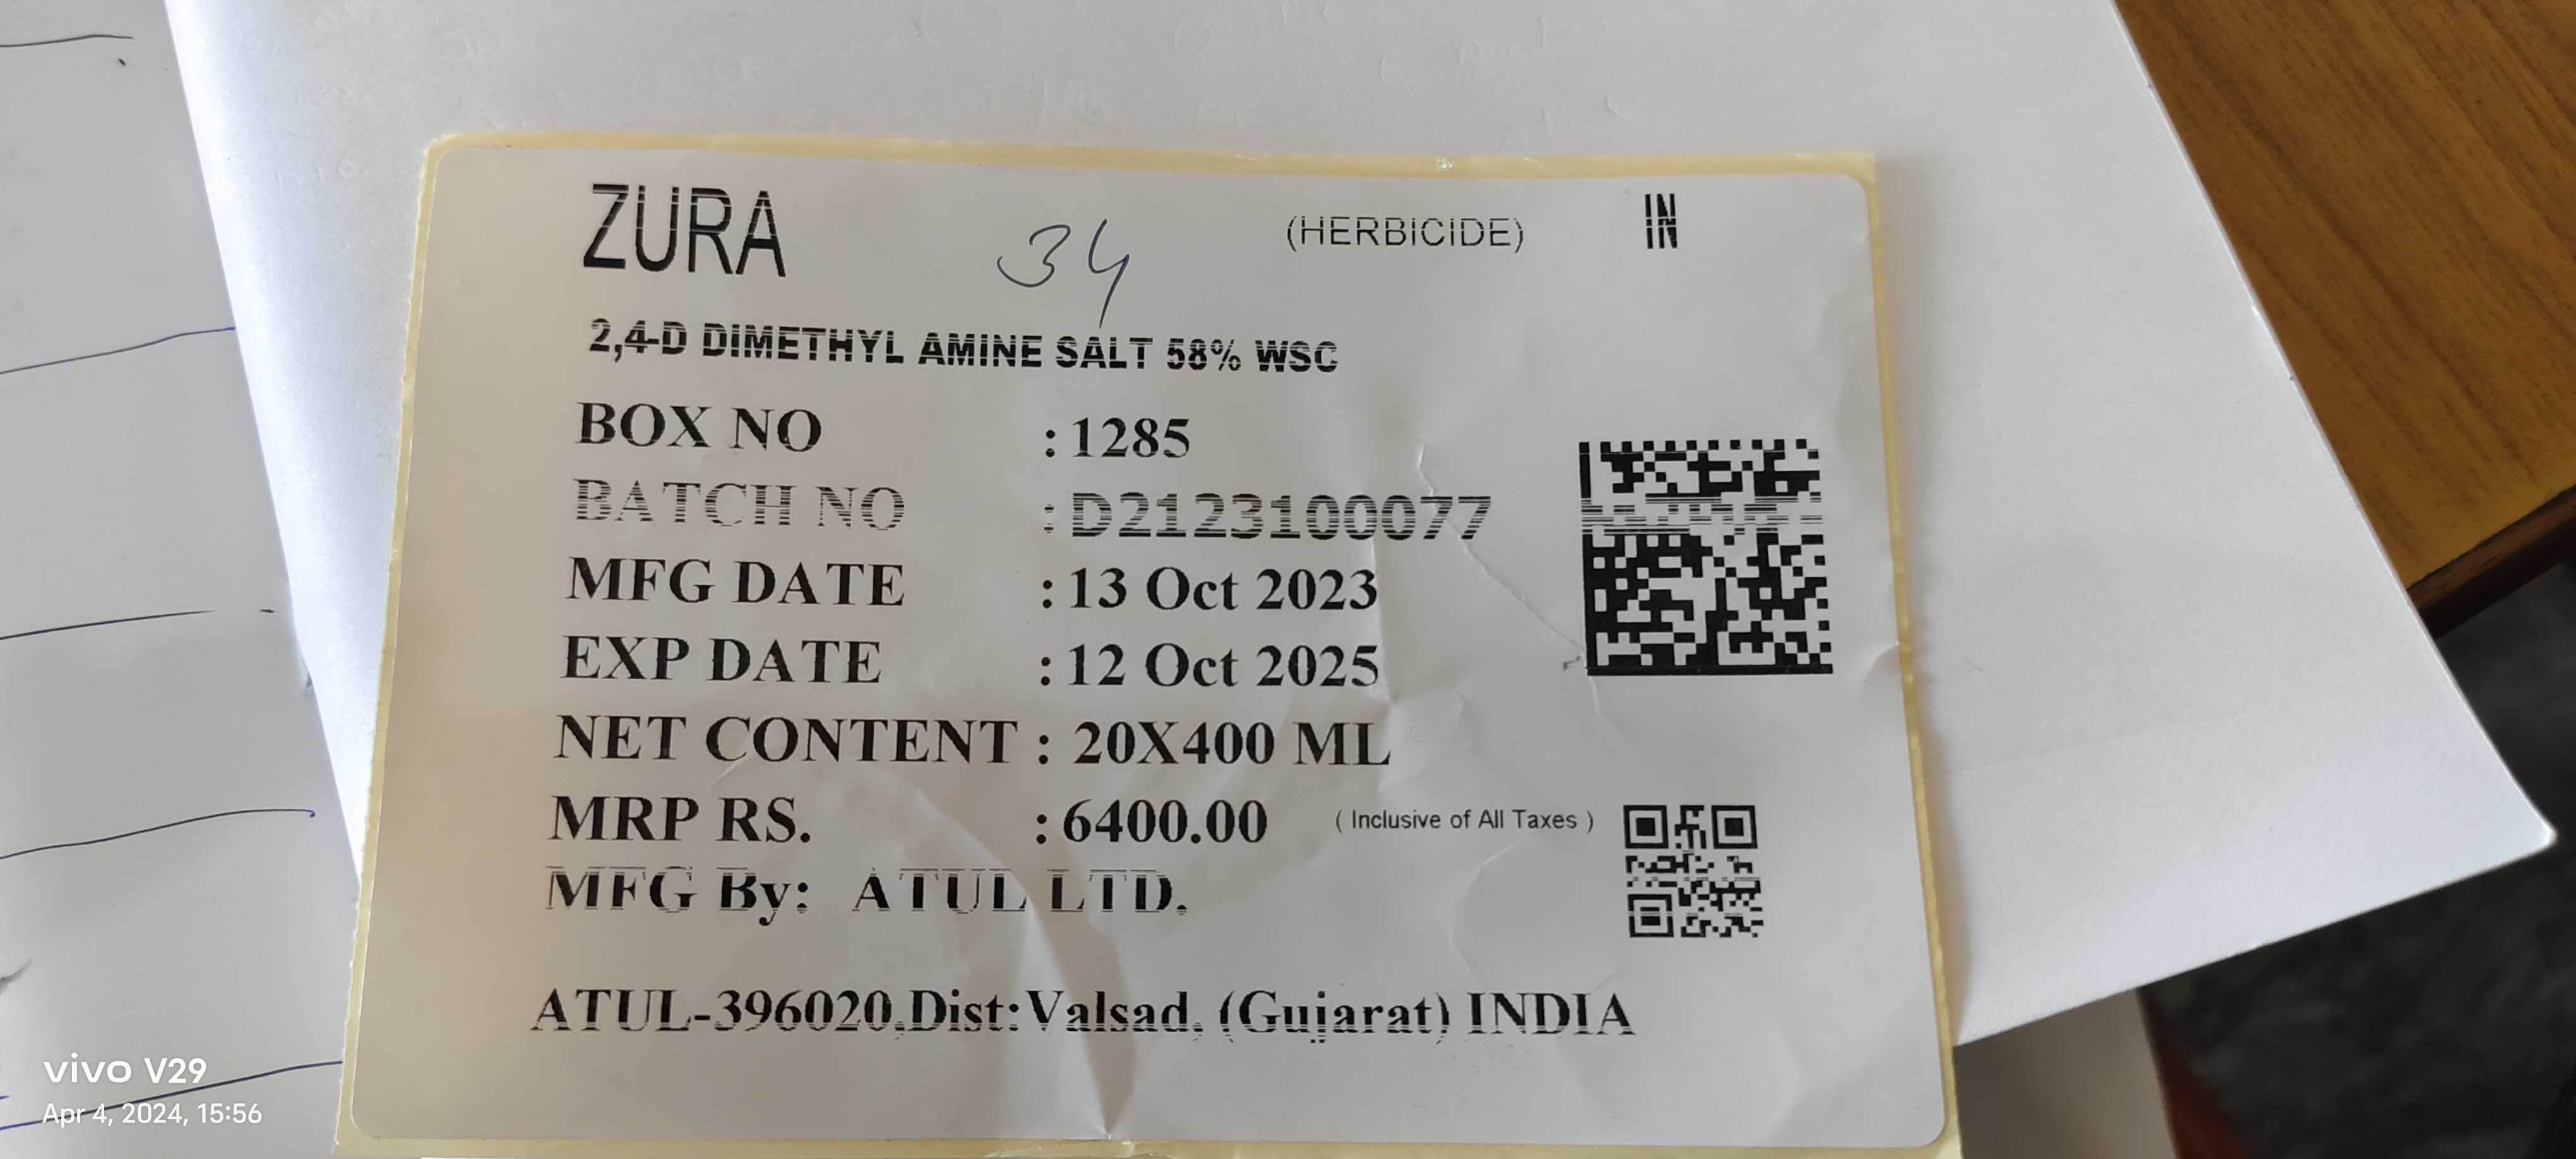 ZURA 34 (HERBICIDE) IN
2,4-D DIMETHYL AMINE SALT 58% WSC
BOX NO : 1285
BATCH NO : D2123100077
MFG DATE : 13 Oct 2023
EXP DATE : 12 Oct 2025
NET CONTENT : 20X400 ML
MRP RS. : 6400.00 ( Inclusive of All Taxes )
MFG By: ATUL LTD.
ATUL-396020,Dist:Valsad, (Gujarat) INDIA
vivo V29
Apr 4, 2024, 15:56